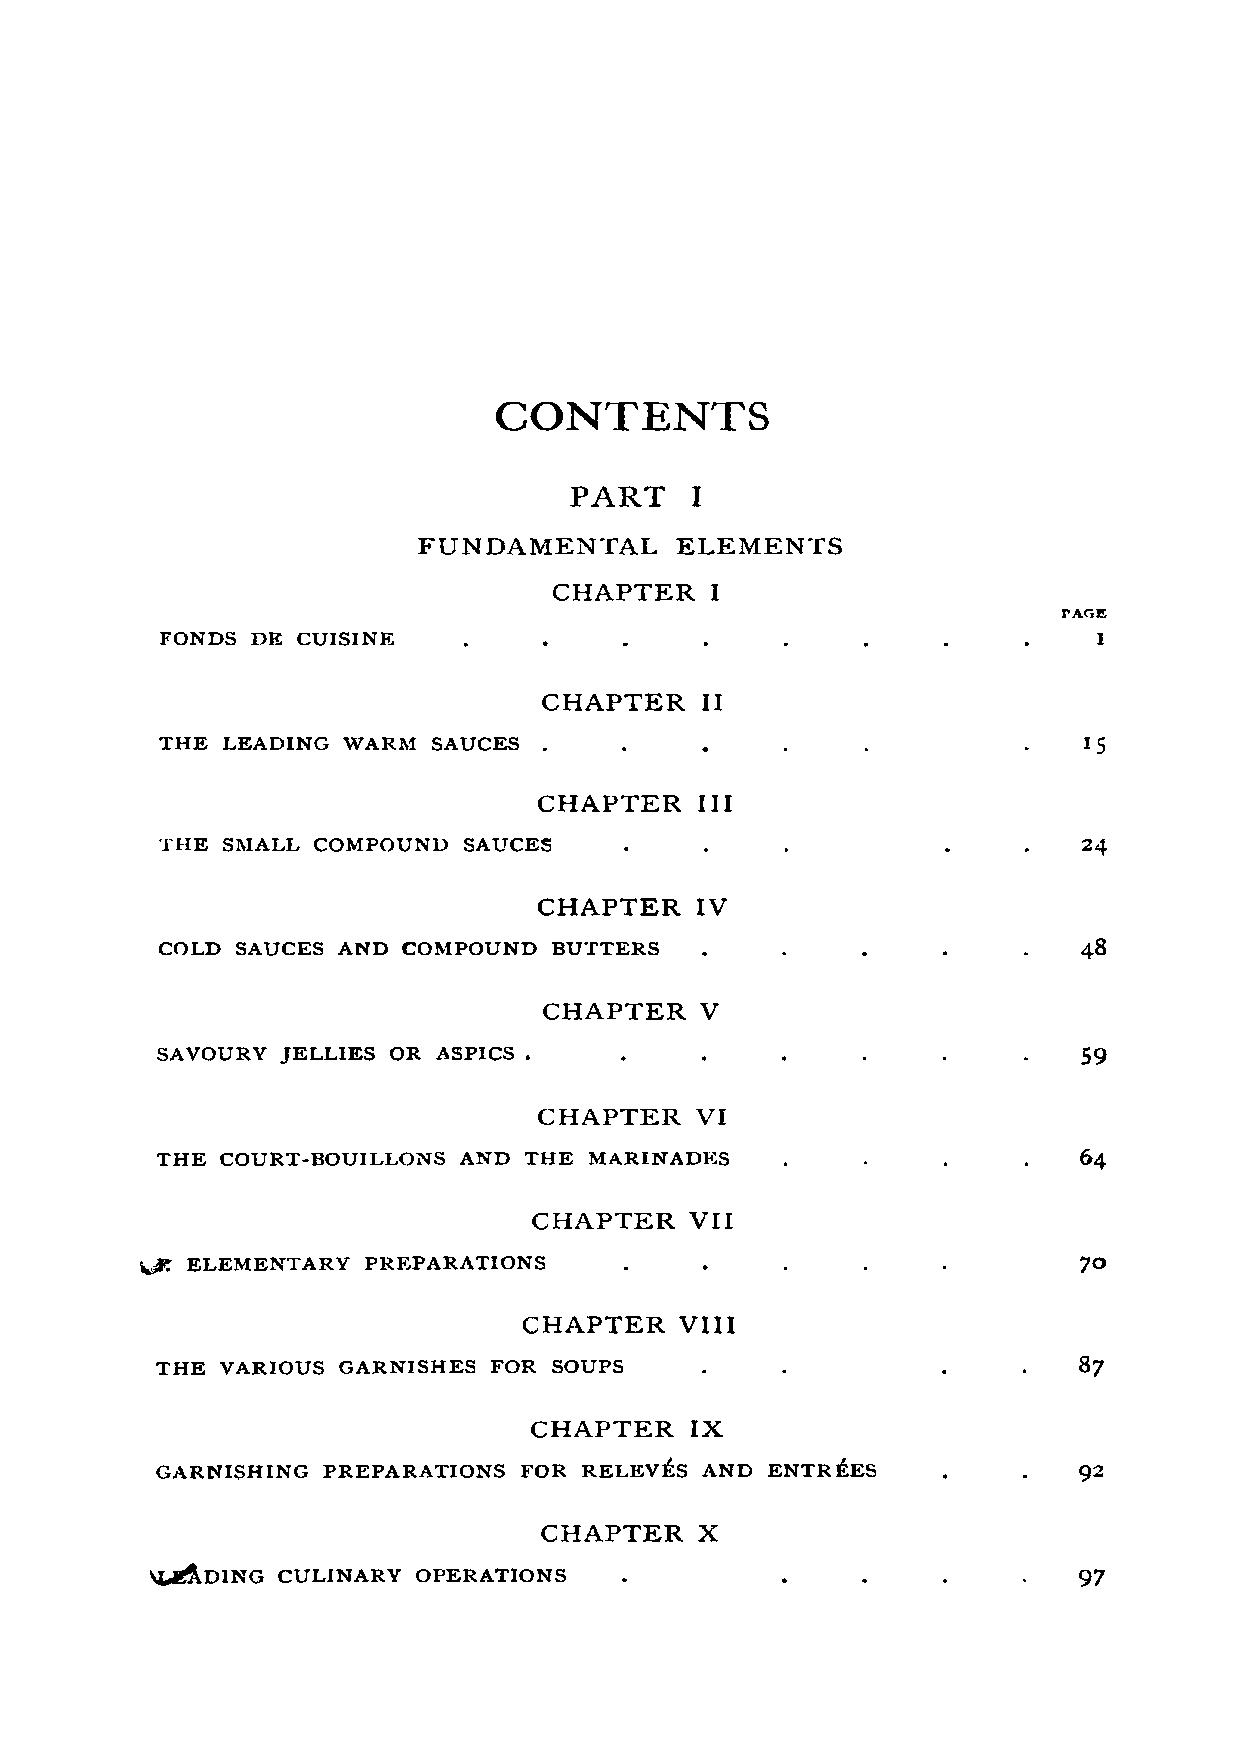 CONTENTS
PART I
FUNDAMENTAL ELEMENTS
CHAPTER I
PAGE
FONDS DE CUISINE . . . . . . . . 1
CHAPTER II
THE LEADING WARM SAUCES . . . . . . 15
CHAPTER III
THE SMALL COMPOUND SAUCES . . . . . 24
CHAPTER IV
COLD SAUCES AND COMPOUND BUTTERS . . . . . 48
CHAPTER V
SAVOURY JELLIES OR ASPICS . . . . . . . 59
CHAPTER VI
THE COURT-BOUILLONS AND THE MARINADES . . . . 64
CHAPTER VII
ELEMENTARY PREPARATIONS . . . . . 70
CHAPTER VIII
THE VARIOUS GARNISHES FOR SOUPS . . . . 87
CHAPTER IX
GARNISHING PREPARATIONS FOR RELEVÉS AND ENTRÉES . . 92
CHAPTER X
LEADING CULINARY OPERATIONS . . . . . 97